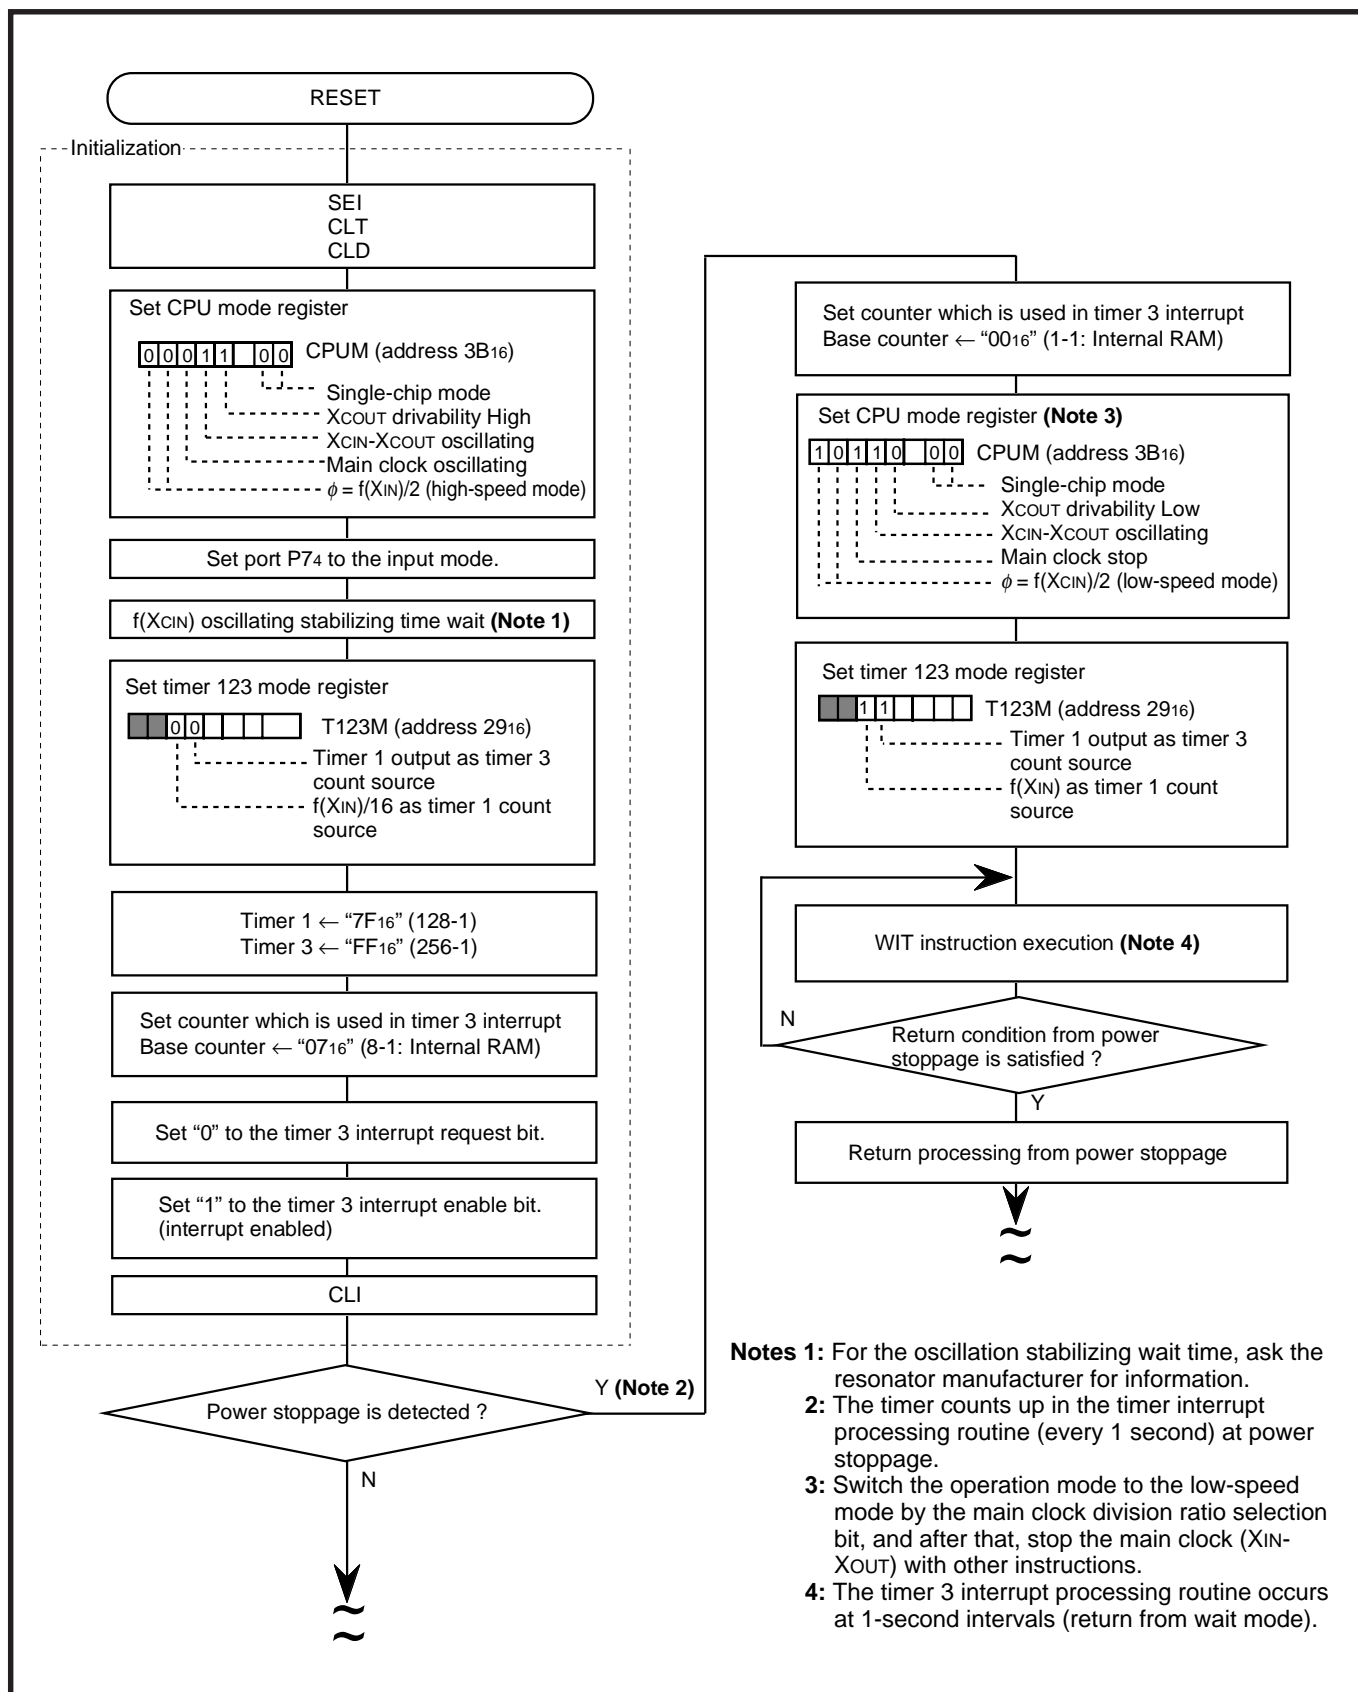 RESET
Initialization
SEI
CLT
CLD
Set CPU mode register
0 0 0 1 1 0 0 CPUM (address 3B16)
Single-chip mode
XCOUT drivability High
XCIN-XCOUT oscillating
Main clock oscillating
ϕ = f(XIN)/2 (high-speed mode)
Set port P74 to the input mode.
f(XCIN) oscillating stabilizing time wait (Note 1)
Set timer 123 mode register
0 0 T123M (address 2916)
Timer 1 output as timer 3
count source
f(XIN)/16 as timer 1 count
source
Timer 1 ← “7F16” (128-1)
Timer 3 ← “FF16” (256-1)
Set counter which is used in timer 3 interrupt
Base counter ← “0716” (8-1: Internal RAM)
Set “0” to the timer 3 interrupt request bit.
Set “1” to the timer 3 interrupt enable bit.
(interrupt enabled)
CLI
Power stoppage is detected ?
Y (Note 2)
N
Set counter which is used in timer 3 interrupt
Base counter ← “0016” (1-1: Internal RAM)
Set CPU mode register (Note 3)
1 0 1 1 0 0 0 CPUM (address 3B16)
Single-chip mode
XCOUT drivability Low
XCIN-XCOUT oscillating
Main clock stop
ϕ = f(XCIN)/2 (low-speed mode)
Set timer 123 mode register
1 1 T123M (address 2916)
Timer 1 output as timer 3
count source
f(XIN) as timer 1 count
source
WIT instruction execution (Note 4)
N
Return condition from power
stoppage is satisfied ?
Y
Return processing from power stoppage
Notes 1: For the oscillation stabilizing wait time, ask the
resonator manufacturer for information.
2: The timer counts up in the timer interrupt
processing routine (every 1 second) at power
stoppage.
3: Switch the operation mode to the low-speed
mode by the main clock division ratio selection
bit, and after that, stop the main clock (XIN-
XOUT) with other instructions.
4: The timer 3 interrupt processing routine occurs
at 1-second intervals (return from wait mode).